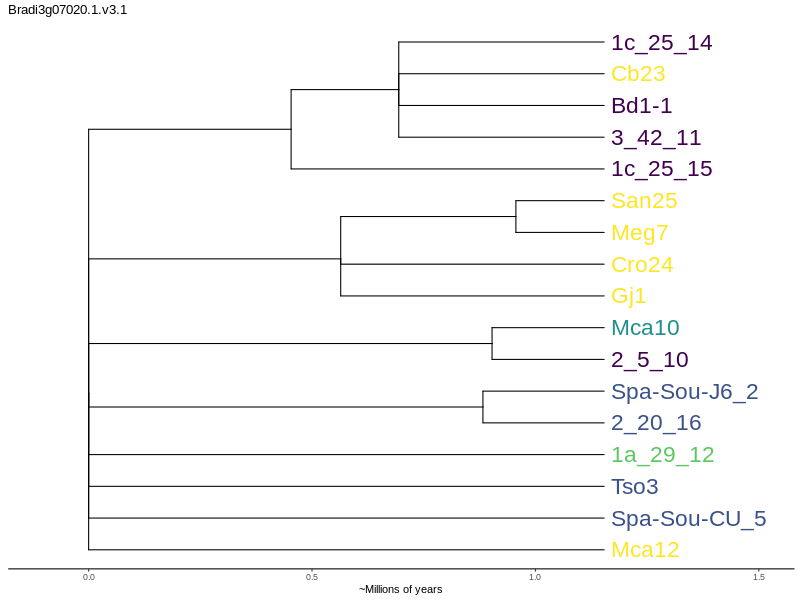 Bradi3g07020.1.v3.1
1c_25_14
Cb23
Bd1-1
3_42_11
1c_25_15
San25
Meg7
Cro24
Gj1
Mca10
2_5_10
Spa-Sou-J6_2
2_20_16
1a_29_12
Tso3
Spa-Sou-CU_5
Mca12
0.0 0.5 1.0 1.5
~Millions of years